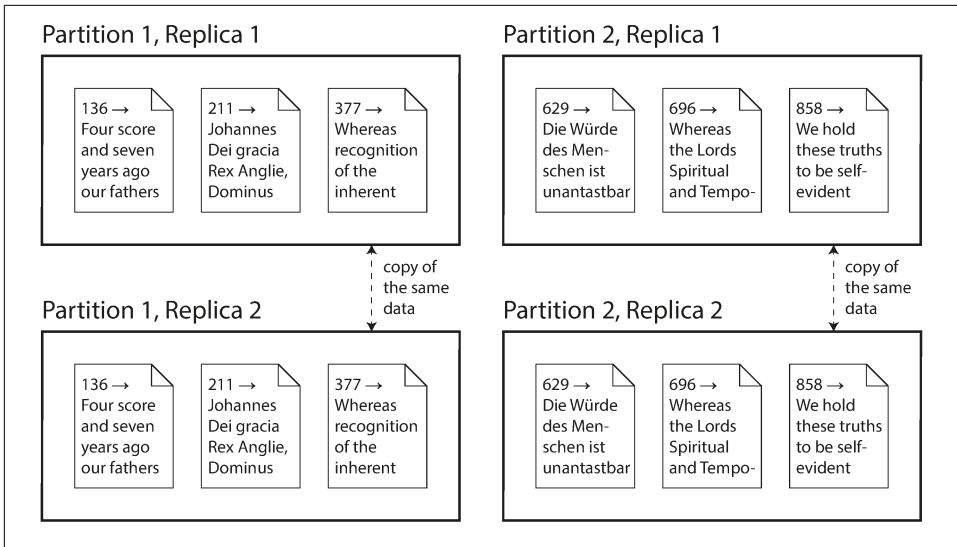 Partition 1, Replica 1
136 →
Four score
and seven
years ago
our fathers
211 →
Johannes
Dei gracia
Rex Anglie,
Dominus
377 →
Whereas
recognition
of the
inherent
Partition 2, Replica 1
629 →
Die Würde
des Men-
schen ist
unantastbar
696 →
Whereas
the Lords
Spiritual
and Tempo-
858 →
We hold
these truths
to be self-
evident
copy of
the same
data
copy of
the same
data
Partition 1, Replica 2
136 →
Four score
and seven
years ago
our fathers
211 →
Johannes
Dei gracia
Rex Anglie,
Dominus
377 →
Whereas
recognition
of the
inherent
Partition 2, Replica 2
629 →
Die Würde
des Men-
schen ist
unantastbar
696 →
Whereas
the Lords
Spiritual
and Tempo-
858 →
We hold
these truths
to be self-
evident